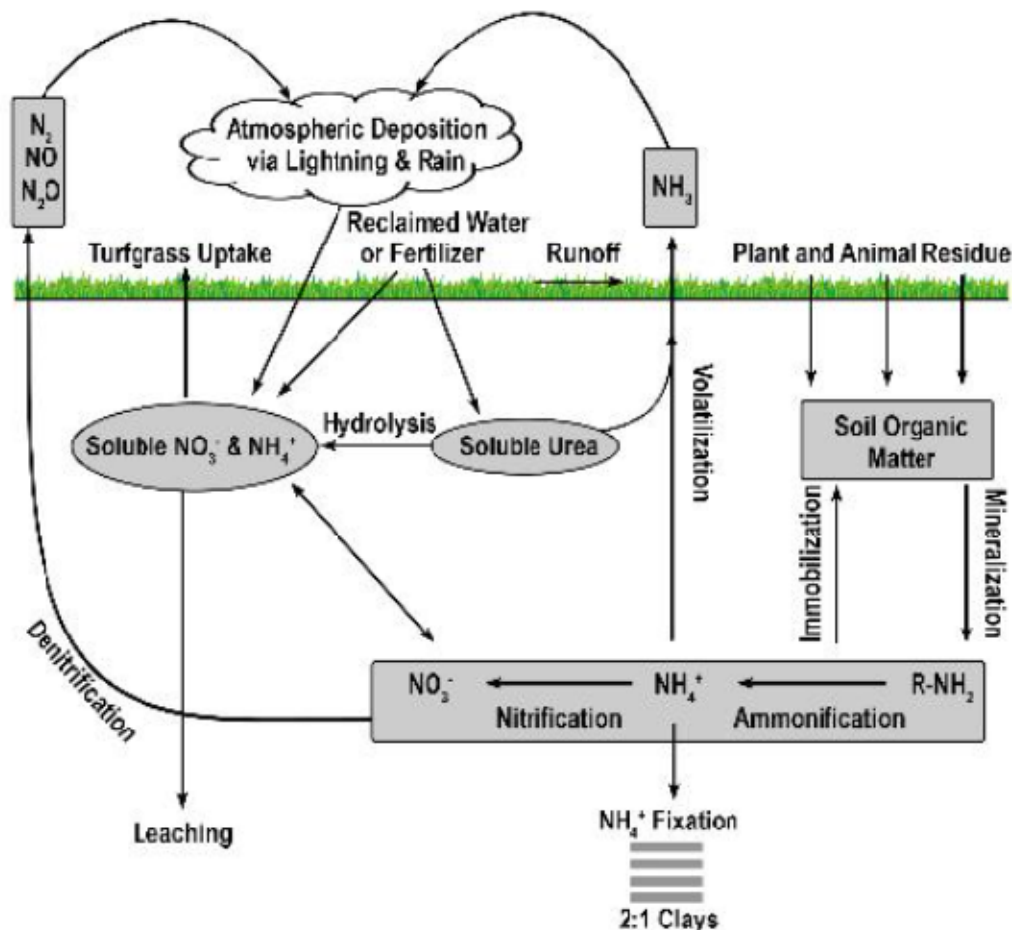 N₂
NO
N₂O
Atmospheric Deposition
via Lightning & Rain
NH₃
Reclaimed Water
or Fertilizer
Turfgrass Uptake
Runoff
Plant and Animal Residue
Volatilization
Hydrolysis
Soluble NO₃⁻ & NH₄⁺
Soluble Urea
Soil Organic
Matter
Immobilization
Mineralization
Denitrification
NO₃⁻
NH₄⁺
R-NH₂
Nitrification
Ammonification
Leaching
NH₄⁺ Fixation
2:1 Clays